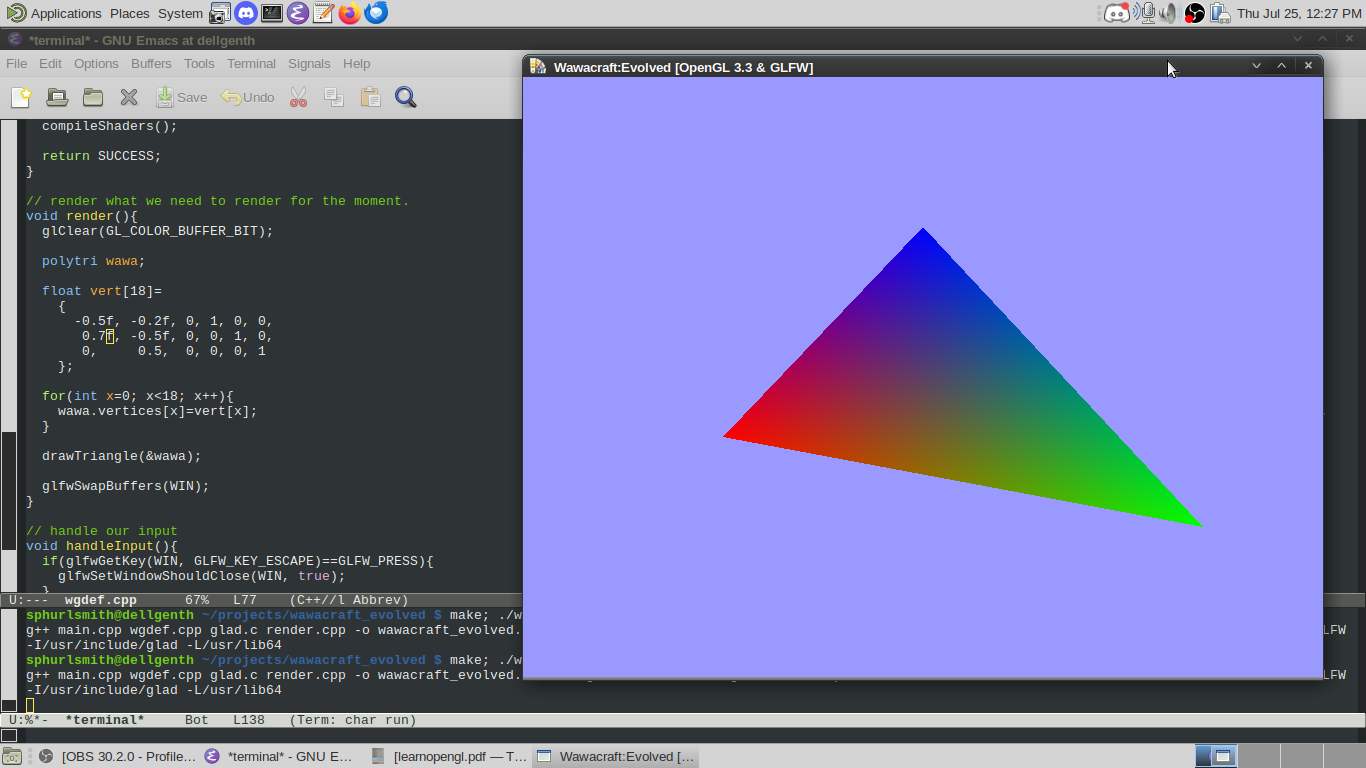 Applications Places System Thu Jul 25, 12:27 PM
*terminal* - GNU Emacs at dellgenth
File Edit Options Buffers Tools Terminal Signals Help
Save Undo
compileShaders();
return SUCCESS;
}
// render what we need to render for the moment.
void render(){
glClear(GL_COLOR_BUFFER_BIT);
polytri wawa;
float vert[18]=
{
-0.5f, -0.2f, 0, 1, 0, 0,
0.7f, -0.5f, 0, 0, 1, 0,
0, 0.5, 0, 0, 0, 1
};
for(int x=0; x<18; x++){
wawa.vertices[x]=vert[x];
}
drawTriangle(&wawa);
glfwSwapBuffers(WIN);
}
// handle our input
void handleInput(){
if(glfwGetKey(WIN, GLFW_KEY_ESCAPE)==GLFW_PRESS){
glfwSetWindowShouldClose(WIN, true);
}
U:--- wgdef.cpp 67% L77 (C++//l Abbrev)
sphurlsmith@dellgenth ~/projects/wawacraft_evolved $ make; ./w
g++ main.cpp wgdef.cpp glad.c render.cpp -o wawacraft_evolved. LFW
-I/usr/include/glad -L/usr/lib64
sphurlsmith@dellgenth ~/projects/wawacraft_evolved $ make; ./w
g++ main.cpp wgdef.cpp glad.c render.cpp -o wawacraft_evolved. LFW
-I/usr/include/glad -L/usr/lib64
U:%*- *terminal* Bot L138 (Term: char run)
Wawacraft:Evolved [OpenGL 3.3 & GLFW]
[OBS 30.2.0 - Profile... *terminal* - GNU E... [learnopengl.pdf — T... Wawacraft:Evolved [...